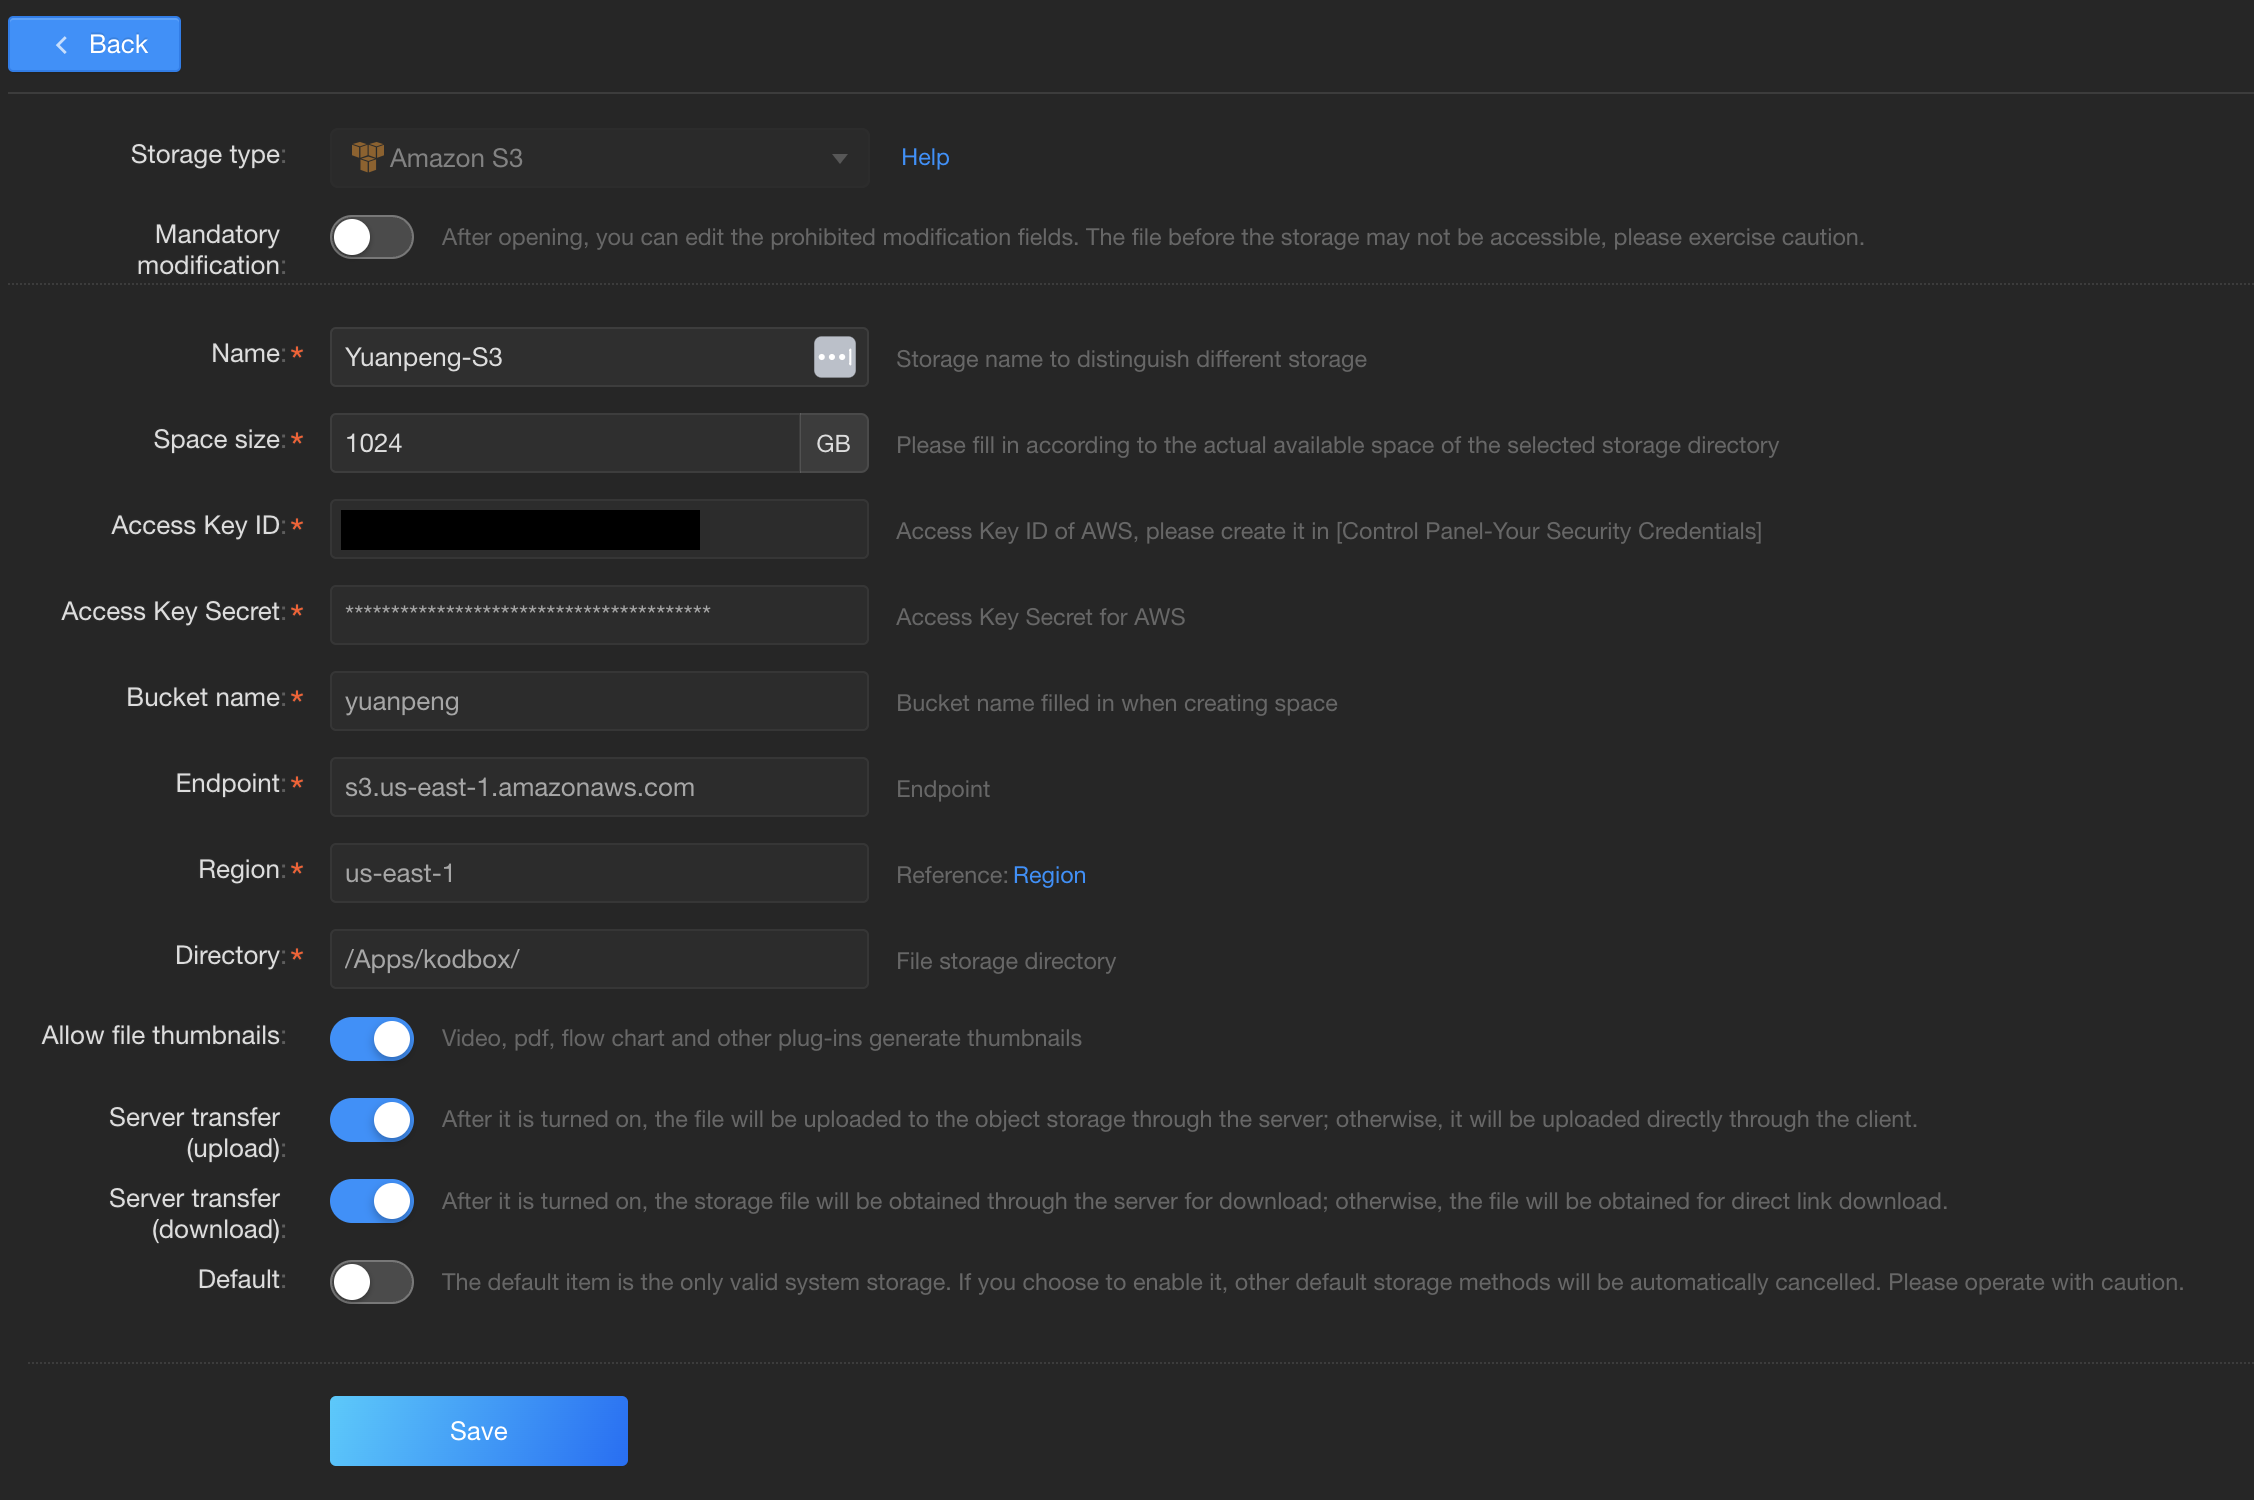 Back
Storage type:
Amazon S3
Help
Mandatory
modification:
After opening, you can edit the prohibited modification fields. The file before the storage may not be accessible, please exercise caution.
Name:*
Yuanpeng-S3
Storage name to distinguish different storage
Space size:*
1024
GB
Please fill in according to the actual available space of the selected storage directory
Access Key ID:*
Access Key ID of AWS, please create it in [Control Panel-Your Security Credentials]
Access Key Secret:*
****************************************
Access Key Secret for AWS
Bucket name:*
yuanpeng
Bucket name filled in when creating space
Endpoint:*
s3.us-east-1.amazonaws.com
Endpoint
Region:*
us-east-1
Reference: Region
Directory:*
/Apps/kodbox/
File storage directory
Allow file thumbnails:
Video, pdf, flow chart and other plug-ins generate thumbnails
Server transfer
(upload):
After it is turned on, the file will be uploaded to the object storage through the server; otherwise, it will be uploaded directly through the client.
Server transfer
(download):
After it is turned on, the storage file will be obtained through the server for download; otherwise, the file will be obtained for direct link download.
Default:
The default item is the only valid system storage. If you choose to enable it, other default storage methods will be automatically cancelled. Please operate with caution.
Save